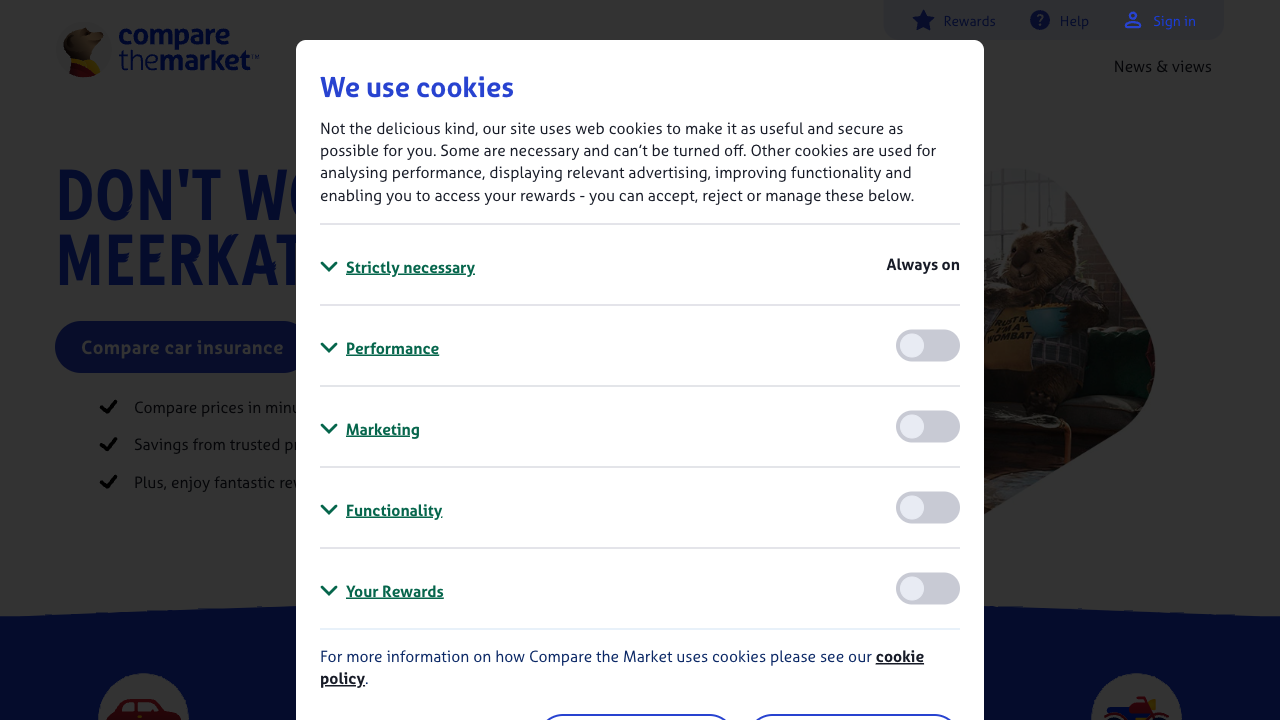 compare
themarket™
Rewards
Help
Sign in
News & views
DON'T WO
MEERKAT
Compare car insurance
Compare prices in minu
Savings from trusted pr
Plus, enjoy fantastic rew
We use cookies
Not the delicious kind, our site uses web cookies to make it as useful and secure as
possible for you. Some are necessary and can’t be turned off. Other cookies are used for
analysing performance, displaying relevant advertising, improving functionality and
enabling you to access your rewards - you can accept, reject or manage these below.
Strictly necessary
Always on
Performance
Marketing
Functionality
Your Rewards
For more information on how Compare the Market uses cookies please see our cookie
policy.